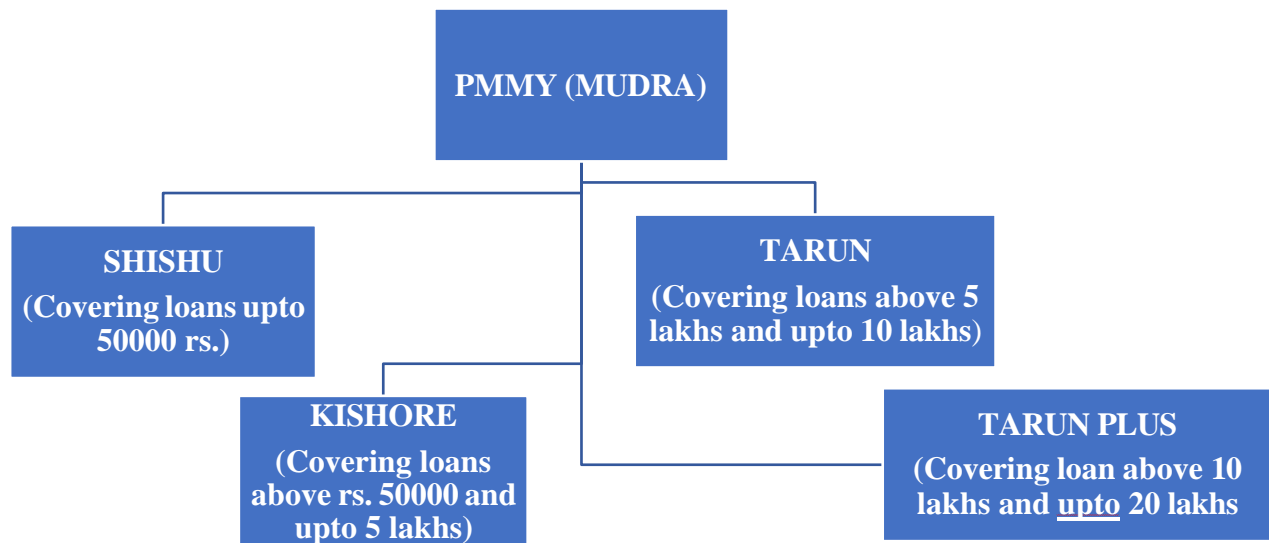 PMMY (MUDRA)
SHISHU
(Covering loans upto
50000 rs.)
TARUN
(Covering loans above 5
lakhs and upto 10 lakhs)
KISHORE
(Covering loans
above rs. 50000 and
upto 5 lakhs)
TARUN PLUS
(Covering loan above 10
lakhs and upto 20 lakhs